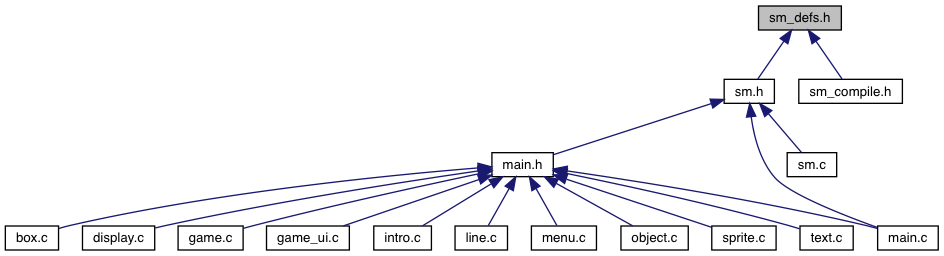 sm_defs.h
sm.h
sm_compile.h
main.h
sm.c
box.c
display.c
game.c
game_ui.c
intro.c
line.c
menu.c
object.c
sprite.c
text.c
main.c